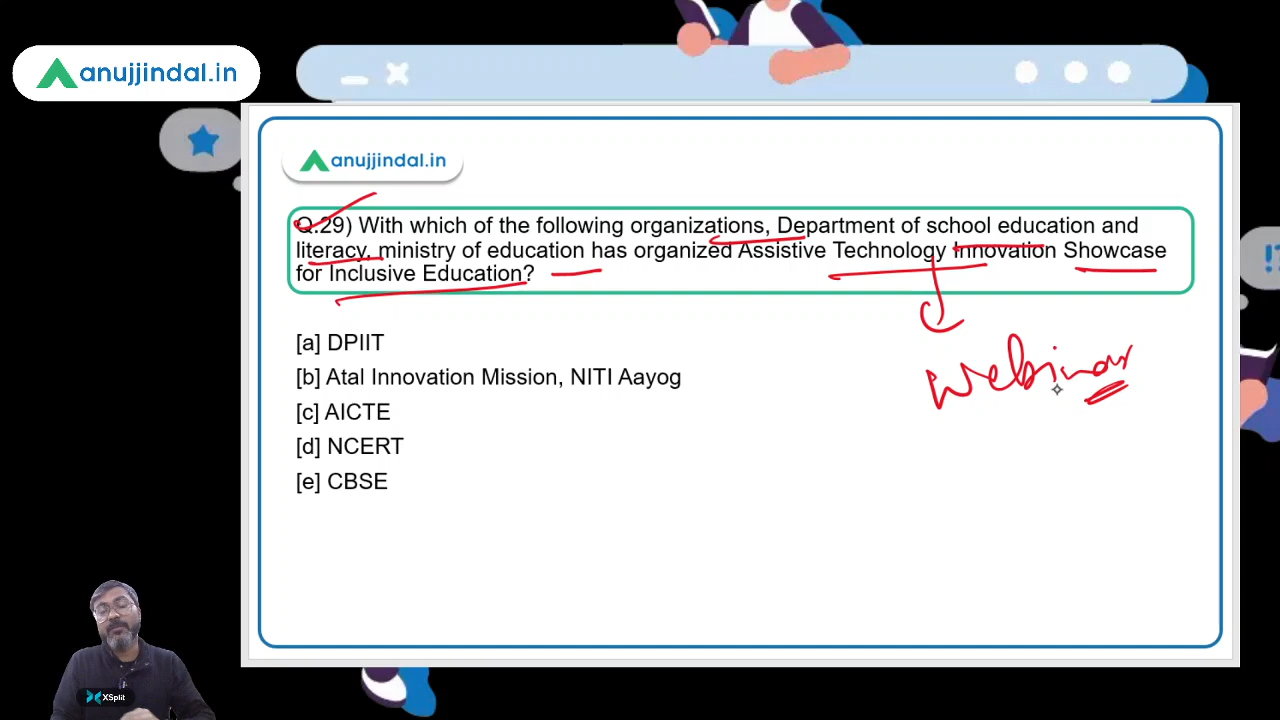 anujjindal.in
anujjindal.in
Q.29) With which of the following organizations, Department of school education and
literacy, ministry of education has organized Assistive Technology Innovation Showcase
for Inclusive Education?
[a] DPIIT
[b] Atal Innovation Mission, NITI Aayog
[c] AICTE
[d] NCERT
[e] CBSE
Webinar
XSplit